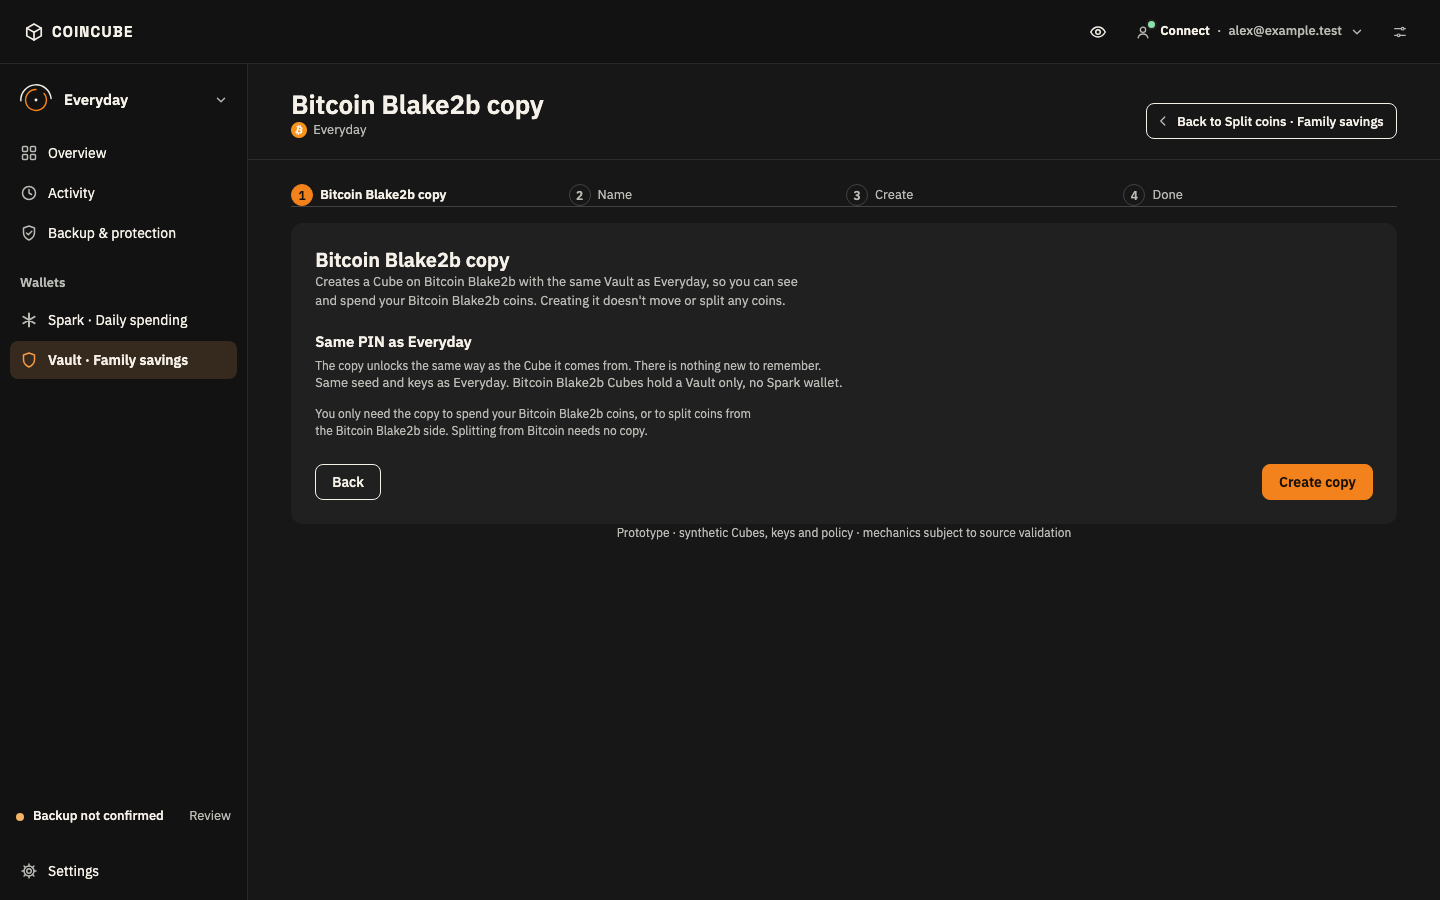 COINCUBE
Connect · alex@example.test
Everyday
Overview
Activity
Backup & protection
Wallets
Spark · Daily spending
Vault · Family savings
Backup not confirmed Review
Settings
Bitcoin Blake2b copy
Everyday
Back to Split coins · Family savings
1 Bitcoin Blake2b copy 2 Name 3 Create 4 Done
Bitcoin Blake2b copy
Creates a Cube on Bitcoin Blake2b with the same Vault as Everyday, so you can see
and spend your Bitcoin Blake2b coins. Creating it doesn't move or split any coins.
Same PIN as Everyday
The copy unlocks the same way as the Cube it comes from. There is nothing new to remember.
Same seed and keys as Everyday. Bitcoin Blake2b Cubes hold a Vault only, no Spark wallet.
You only need the copy to spend your Bitcoin Blake2b coins, or to split coins from
the Bitcoin Blake2b side. Splitting from Bitcoin needs no copy.
Back Create copy
Prototype · synthetic Cubes, keys and policy · mechanics subject to source validation